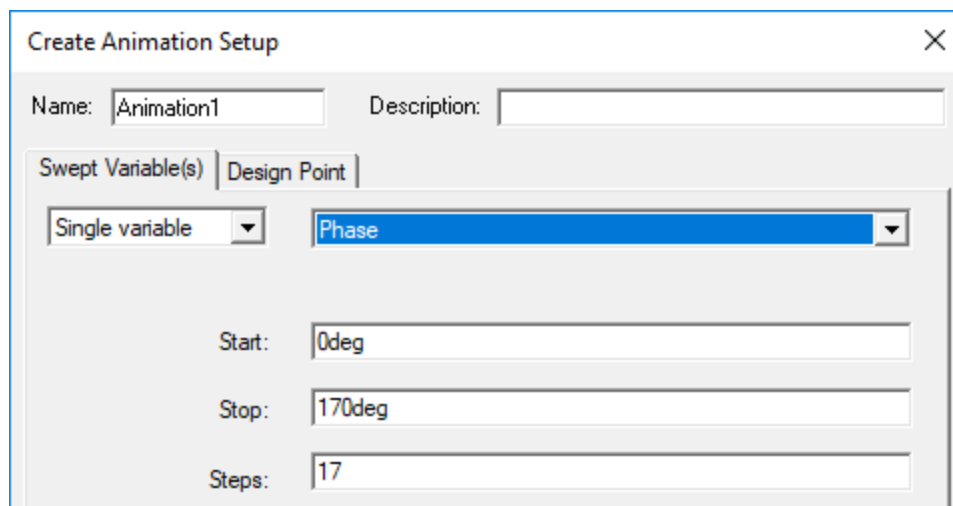 Create Animation Setup
Name: Animation1 Description:
Swept Variable(s) Design Point
Single variable Phase
Start: 0deg
Stop: 170deg
Steps: 17